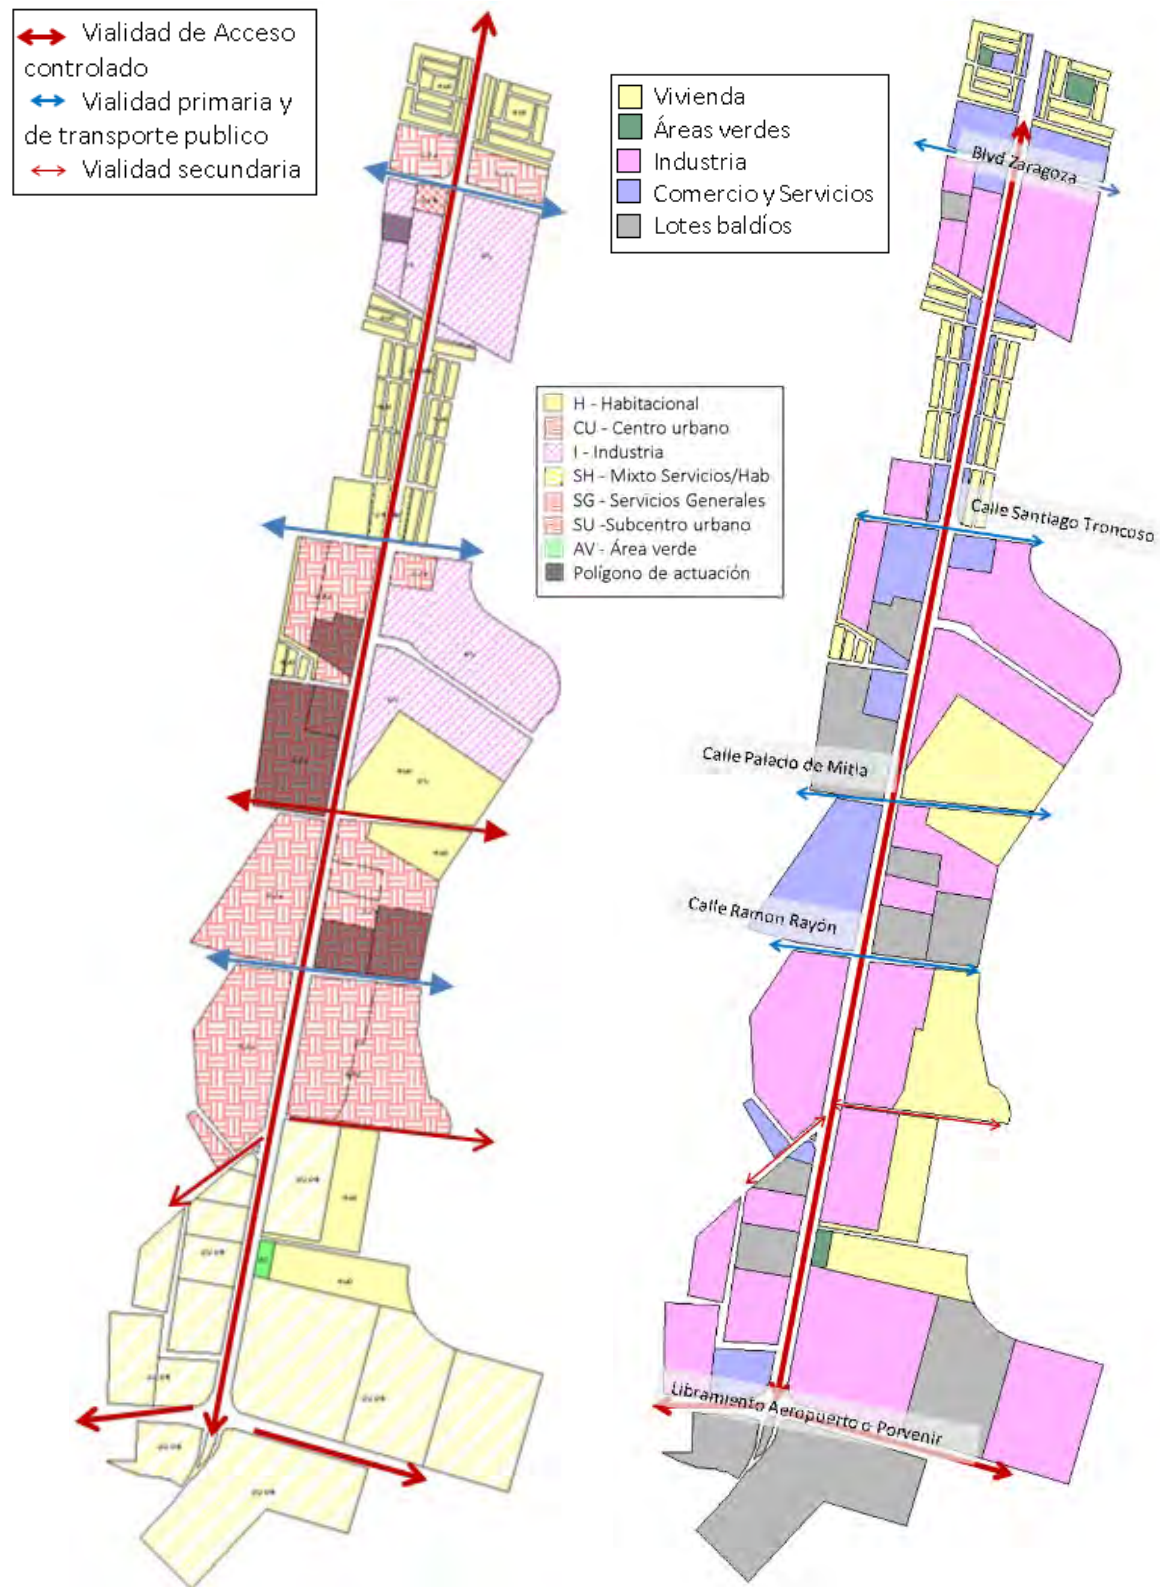 Vialidad de Acceso
controlado
Vialidad primaria y
de transporte publico
Vialidad secundaria
Vivienda
Áreas verdes
Industria
Comercio y Servicios
Lotes baldíos
Blvd Zaragoza
H - Habitacional
CU - Centro urbano
I - Industria
SH - Mixto Servicios/Hab
SG - Servicios Generales
SU -Subcentro urbano
AV - Área verde
Polígono de actuación
Calle Santiago Troncoso
Calle Palacio de Mitla
Calle Ramon Rayón
Libramiento Aeropuerto o Porvenir